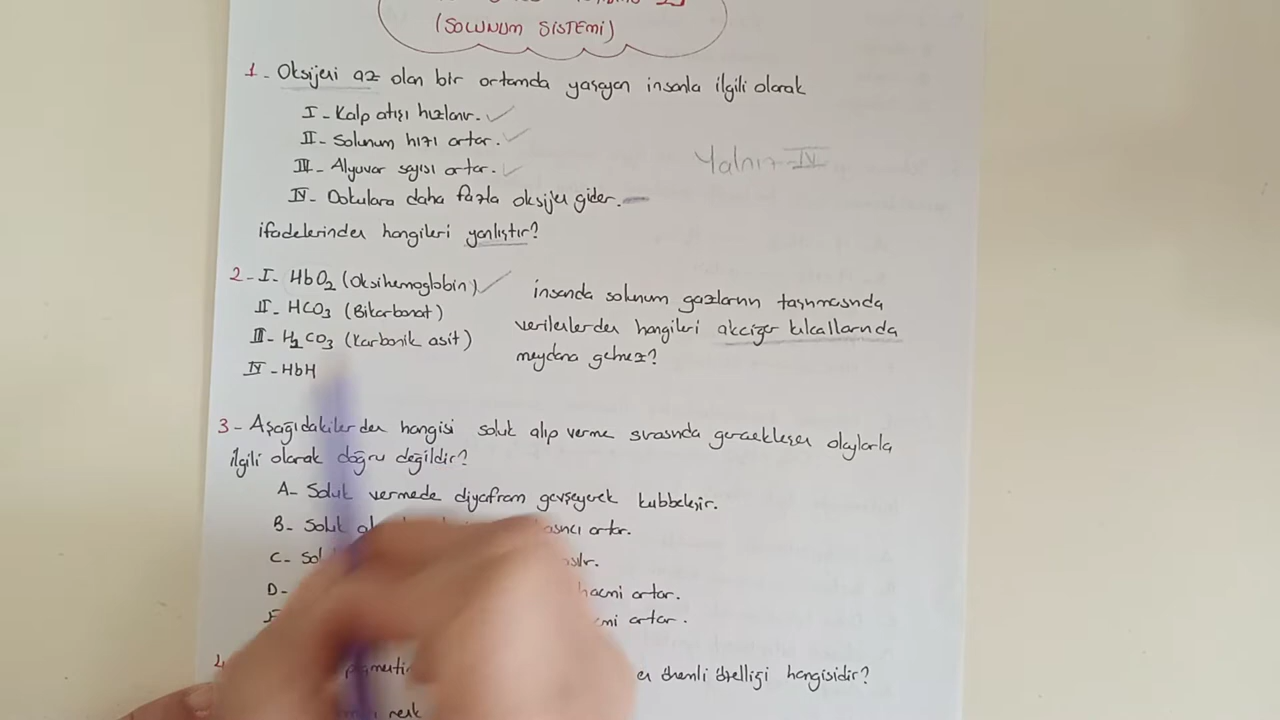 (SOLUNUM SİSTEMİ)
1- Oksijeni az olan bir ortamda yaşayan insanla ilgili olarak
I- Kalp atışı hızlanır.
II- Solunum hızı artar.
III- Alyuvar sayısı artar.
IV- Dokulara daha fazla oksijen gider.
ifadelerinden hangileri yanlıştır?
Yalnız IV
2- I- HbO2 (Oksihemoglobin)
II- HCO3 (Bikarbonat)
III- H2CO3 (Karbonik asit)
IV- HbH
insanda solunum gazlarının taşınmasında
verilenlerden hangileri akciğer kılcallarında
meydana gelmez?
3- Aşağıdakilerden hangisi soluk alıp verme sırasında gerçekleşen olaylarla
ilgili olarak doğru değildir?
A- Soluk vermede diyafram gevşeyerek kubbeleşir.
B- Soluk artar.
C-
D- hacmi artar.
artar.
4 önemli özelliği hangisidir?